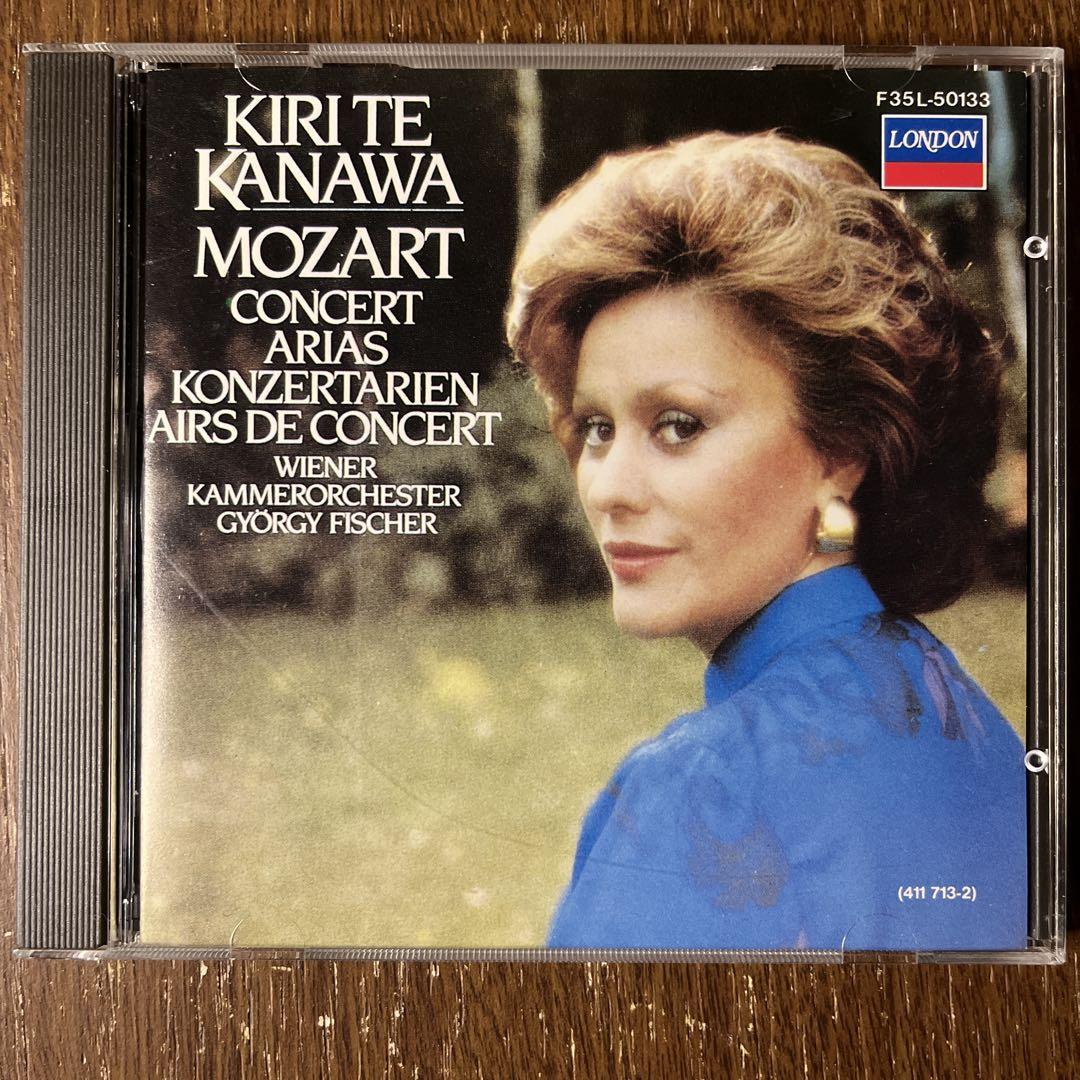 KIRI TE
KANAWA
MOZART
CONCERT
ARIAS
KONZERTARIEN
AIRS DE CONCERT
WIENER
KAMMERORCHESTER
GYÖRGY FISCHER
F35L-50133
LONDON
(411 713-2)